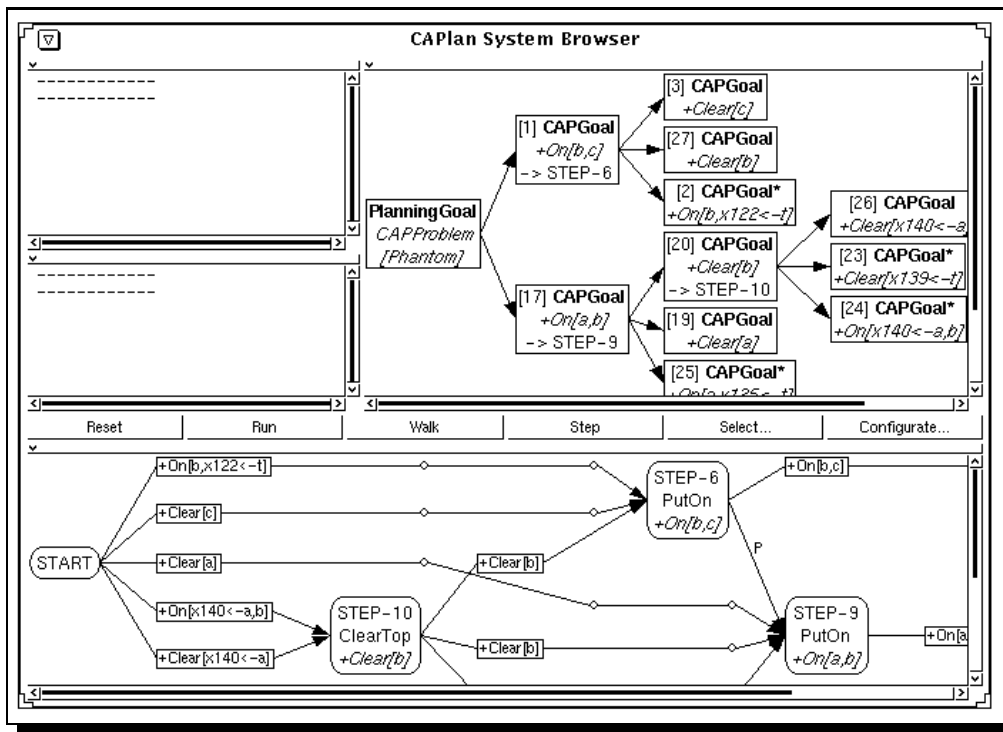 CAPlan System Browser
------------
------------
------------
------------
PlanningGoal
CAPProblem
[Phantom]
[1] CAPGoal
+On[b,c]
-> STEP-6
[17] CAPGoal
+On[a,b]
-> STEP-9
[3] CAPGoal
+Clear[c]
[27] CAPGoal
+Clear[b]
[2] CAPGoal*
+On[b,x122<-t]
[20] CAPGoal
+Clear[b]
-> STEP-10
[19] CAPGoal
+Clear[a]
[25] CAPGoal*
+On[a,x135<-t]
[26] CAPGoal
+Clear[x140<-a]
[23] CAPGoal*
+Clear[x139<-t]
[24] CAPGoal*
+On[x140<-a,b]
Reset Run Walk Step Select... Configurate...
START
+On[b,x122<-t]
+Clear[c]
+Clear[a]
+On[x140<-a,b]
+Clear[x140<-a]
STEP-10
ClearTop
+Clear[b]
+Clear[b]
+Clear[b]
STEP-6
PutOn
+On[b,c]
+On[b,c]
P
STEP-9
PutOn
+On[a,b]
+On[a